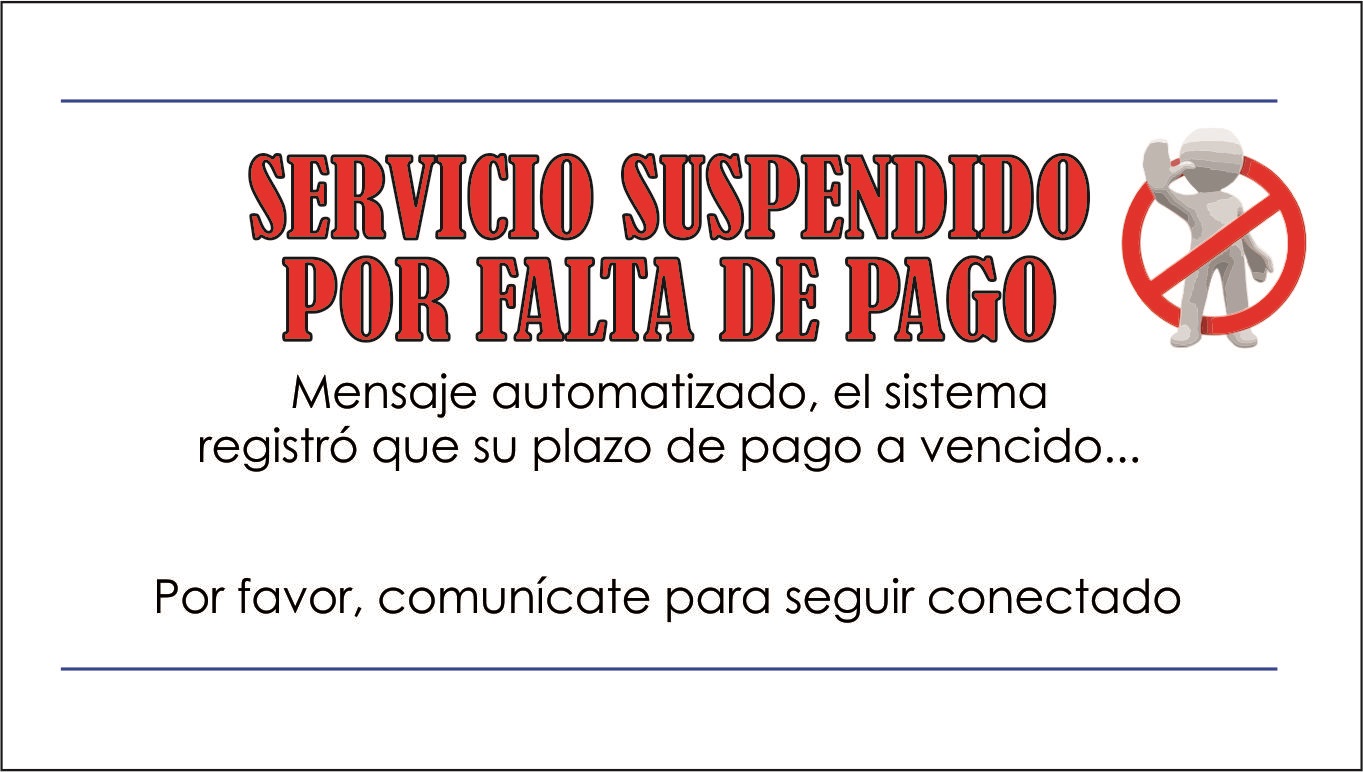 SERVICIO SUSPENDIDO
POR FALTA DE PAGO
Mensaje automatizado, el sistema
registró que su plazo de pago a vencido...
Por favor, comunícate para seguir conectado